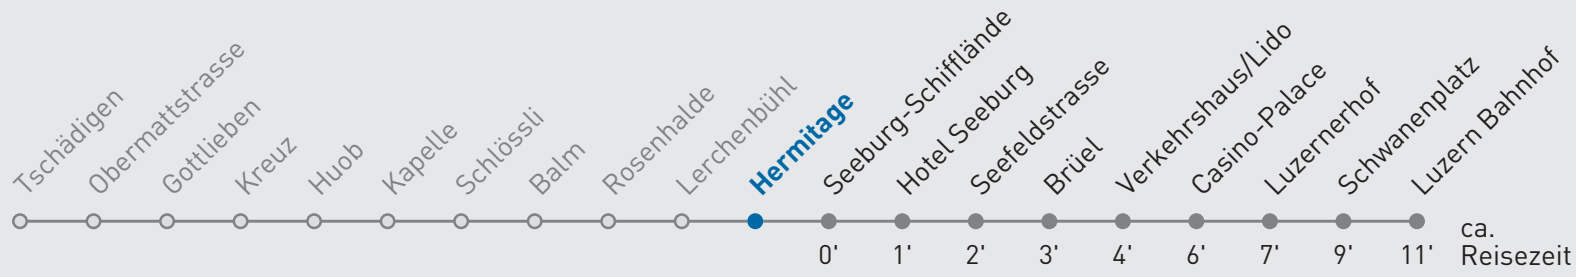 Tschädigen
Obermattstrasse
Gottlieben
Kreuz
Huob
Kapelle
Schlössli
Balm
Rosenhalde
Lerchenbühl
Hermitage
Seeburg-Schifflände
Hotel Seeburg
Seefeldstrasse
Brüel
Verkehrshaus/Lido
Casino-Palace
Luzernerhof
Schwanenplatz
Luzern Bahnhof
0' 1' 2' 3' 4' 6' 7' 9' 11'
ca.
Reisezeit